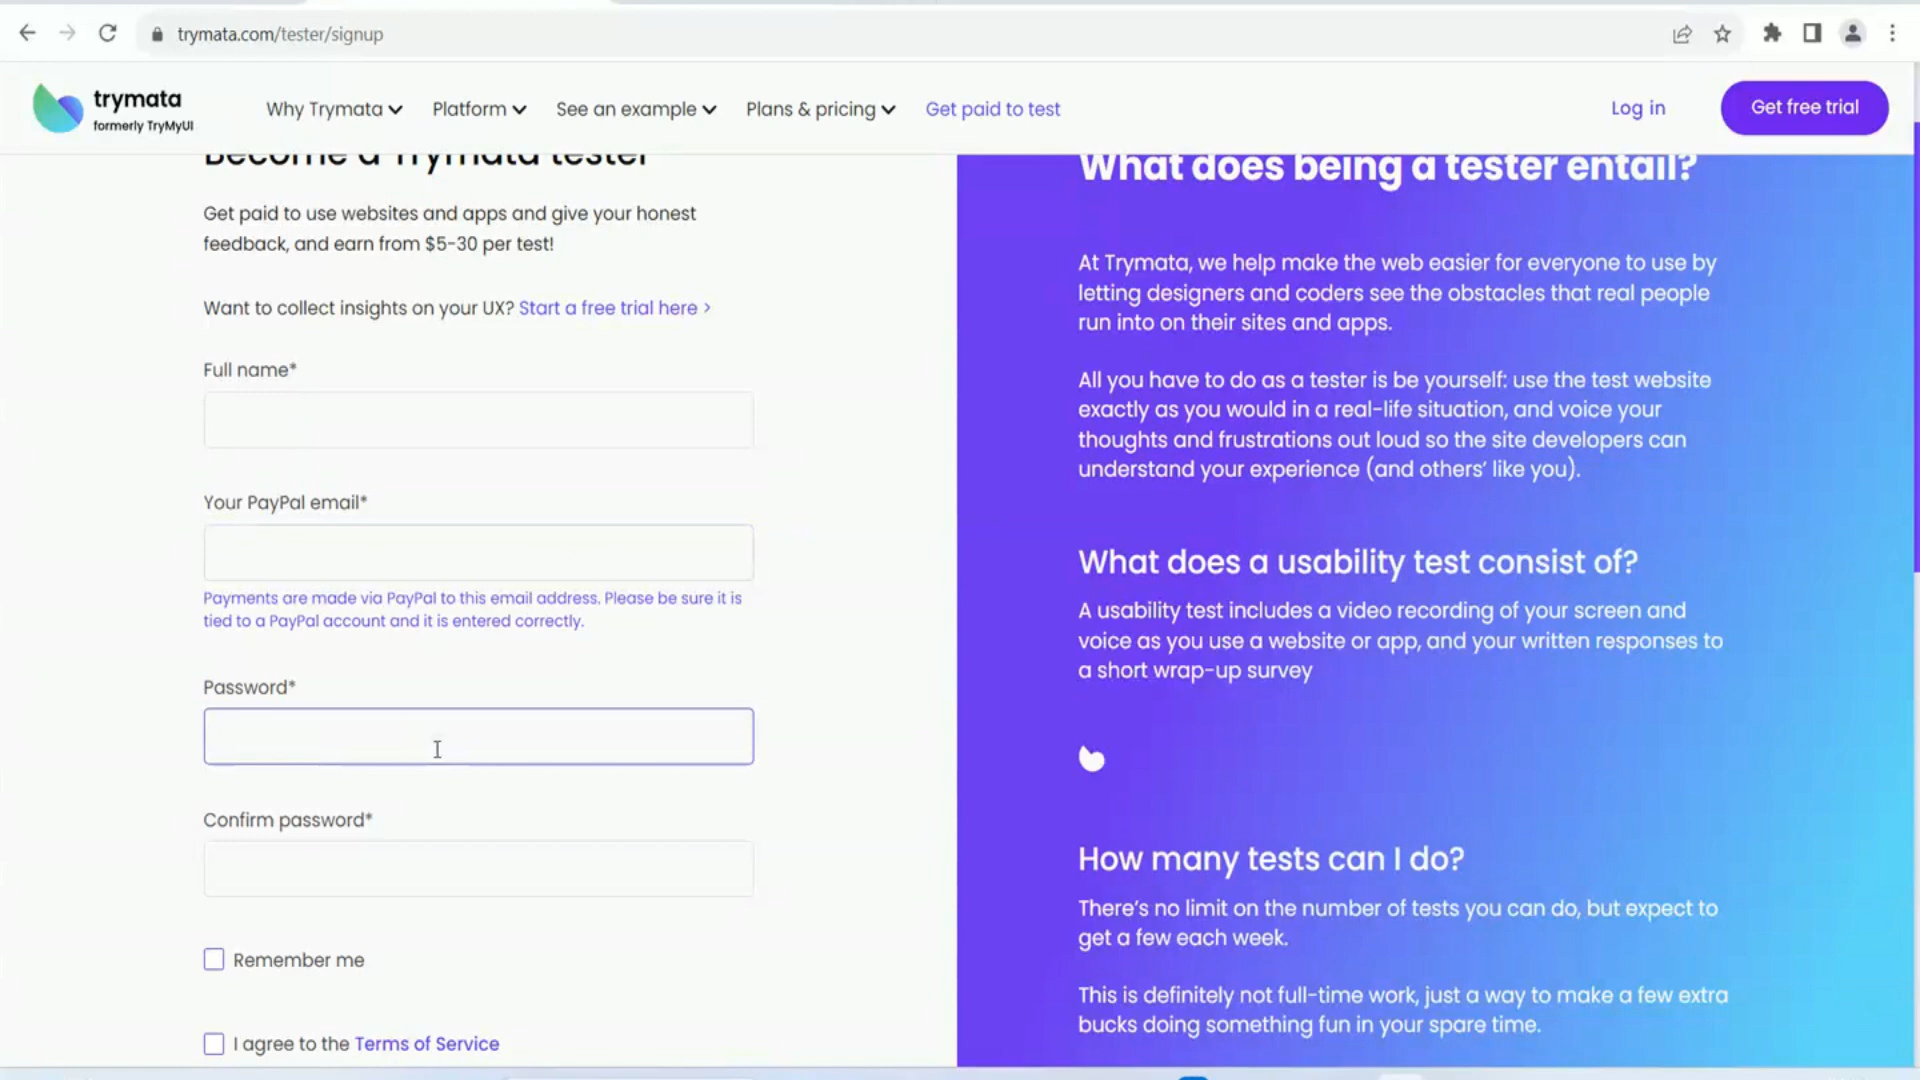 trymata.com/tester/signup
trymata
formerly TryMyUI
Why Trymata
Platform
See an example
Plans & pricing
Get paid to test
Log in
Get free trial
Become a Trymata tester
Get paid to use websites and apps and give your honest
feedback, and earn from $5-30 per test!
Want to collect insights on your UX? Start a free trial here >
Full name*
Your PayPal email*
Payments are made via PayPal to this email address. Please be sure it is
tied to a PayPal account and it is entered correctly.
Password*
Confirm password*
Remember me
I agree to the Terms of Service
What does being a tester entail?
At Trymata, we help make the web easier for everyone to use by
letting designers and coders see the obstacles that real people
run into on their sites and apps.
All you have to do as a tester is be yourself: use the test website
exactly as you would in a real-life situation, and voice your
thoughts and frustrations out loud so the site developers can
understand your experience (and others' like you).
What does a usability test consist of?
A usability test includes a video recording of your screen and
voice as you use a website or app, and your written responses to
a short wrap-up survey
How many tests can I do?
There's no limit on the number of tests you can do, but expect to
get a few each week.
This is definitely not full-time work, just a way to make a few extra
bucks doing something fun in your spare time.